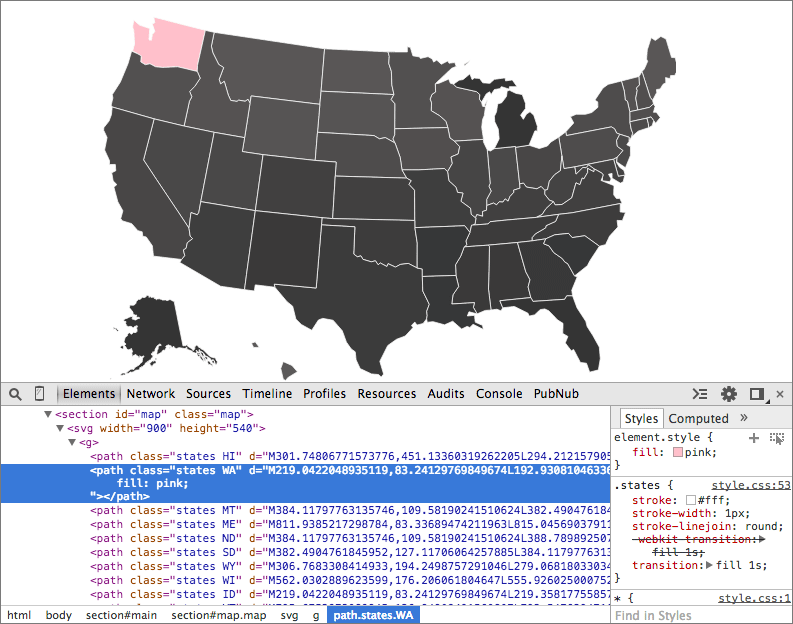 Elements Network Sources Timeline Profiles Resources Audits Console PubNub
<section id="map" class="map">
<svg width="900" height="540">
<g>
<path class="states HI" d="M301.74806771573776,451.13360319262205L294.212157905
<path class="states WA" d="M219.0422048935119,83.24129769849674L192.9308104633
fill: pink;
"></path>
<path class="states MT" d="M384.11797763135746,109.58190241510624L382.49047618
<path class="states ME" d="M811.9385217298784,83.33689474211963L815.04569037911
<path class="states ND" d="M384.11797763135746,109.58190241510624L388.789892507
<path class="states SD" d="M382.4904761845952,127.11706064257885L384.1179776313
<path class="states WY" d="M306.7683308414933,194.2498757291046L279.06818033034
<path class="states WI" d="M562.0302889623599,176.206061804647L555.926025000752
<path class="states ID" d="M219.0422048935119,83.24129769849674L219.35817755857
html body section#main section#map.map svg g path.states.WA
Styles Computed »
element.style {
fill: pink;
}
.states { style.css:53
stroke: #fff;
stroke-width: 1px;
stroke-linejoin: round;
-webkit-transition:
fill 1s;
transition: fill 1s;
}
* { style.css:1
Find in Styles